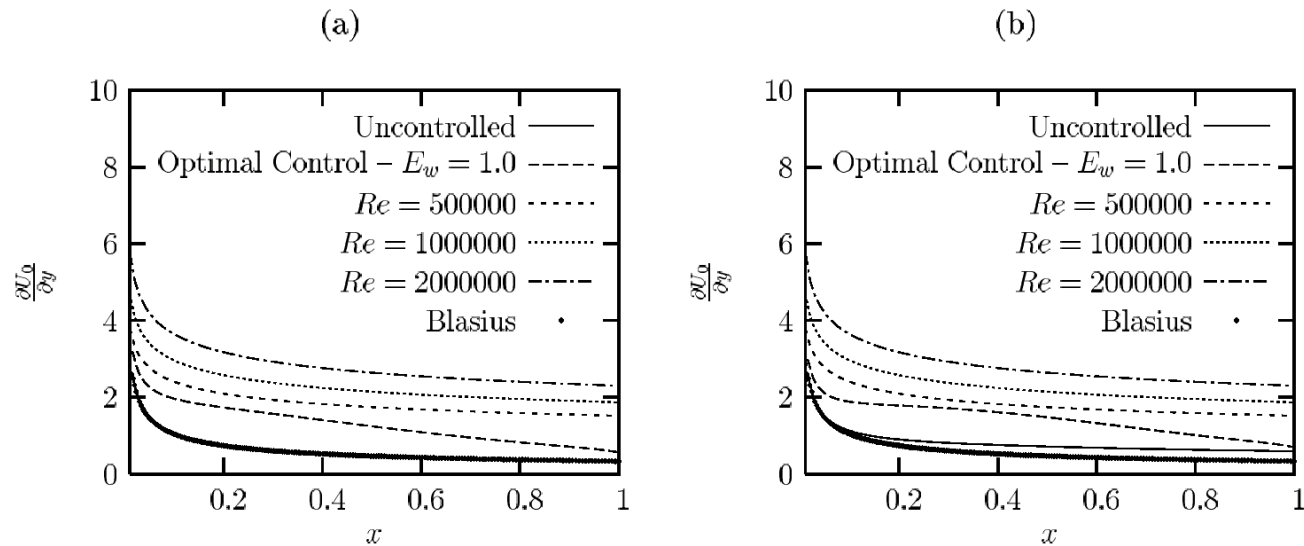 (a)
10
8
6
4
2
0
∂U₀/∂y
Uncontrolled
Optimal Control – E_w = 1.0
Re = 500000
Re = 1000000
Re = 2000000
Blasius
0.2 0.4 0.6 0.8 1
x
(b)
10
8
6
4
2
0
∂U₀/∂y
Uncontrolled
Optimal Control – E_w = 1.0
Re = 500000
Re = 1000000
Re = 2000000
Blasius
0.2 0.4 0.6 0.8 1
x